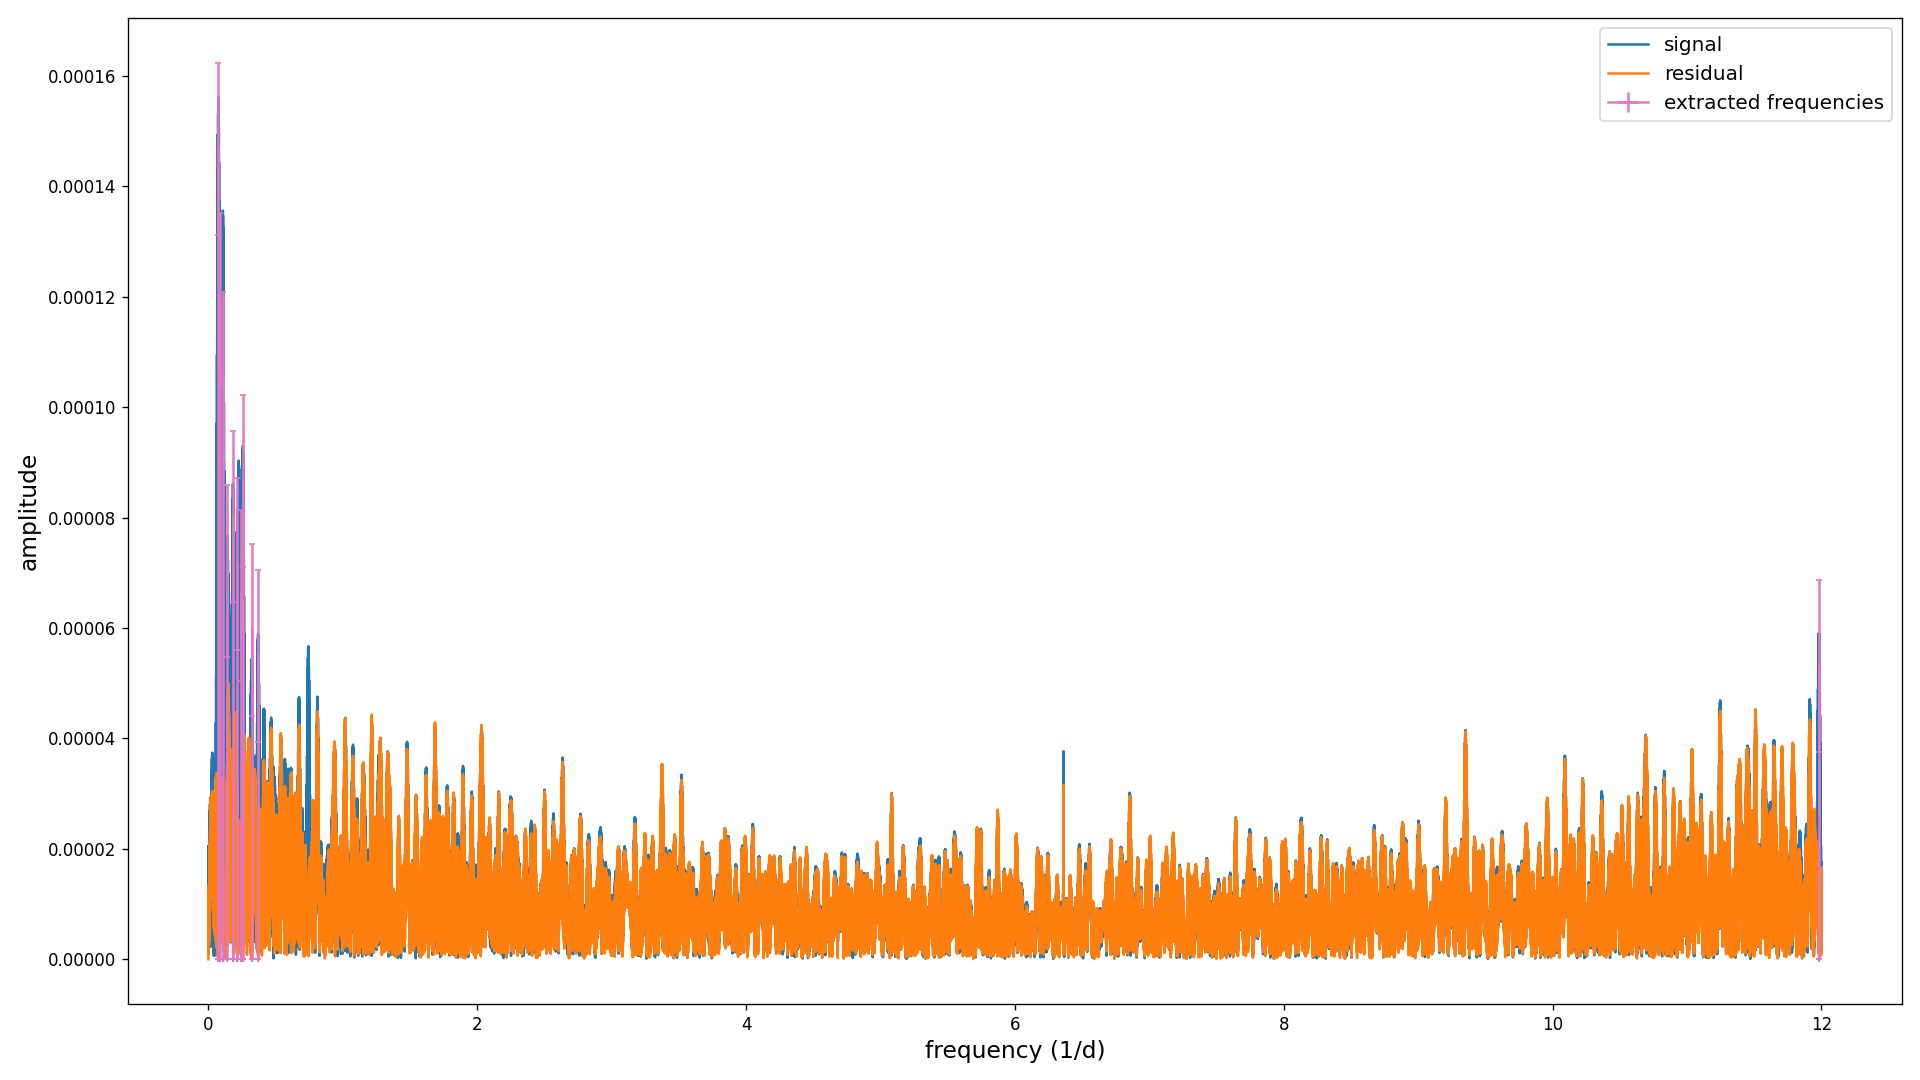 signal
residual
extracted frequencies
0.00016
0.00014
0.00012
0.00010
0.00008
0.00006
0.00004
0.00002
0.00000
amplitude
0 2 4 6 8 10 12
frequency (1/d)